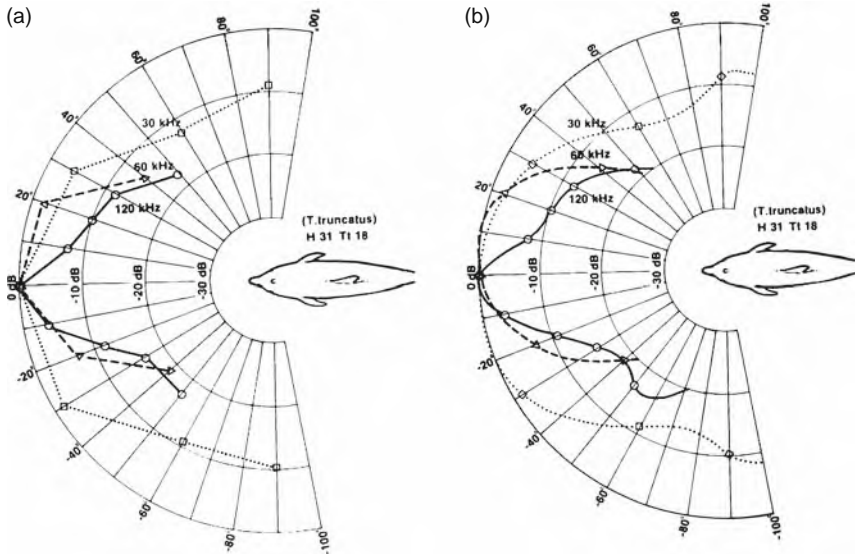 (a)
100°
80°
60°
40°
20°
30 kHz
60 kHz
120 kHz
0 dB
-10 dB
-20 dB
-30 dB
(T.truncatus)
H 31 Tt 18
-20°
-40°
-60°
-80°
-100°
(b)
100°
80°
60°
40°
20°
30 kHz
60 kHz
120 kHz
0 dB
-10 dB
-20 dB
-30 dB
(T.truncatus)
H 31 Tt 18
-20°
-40°
-60°
-80°
-100°